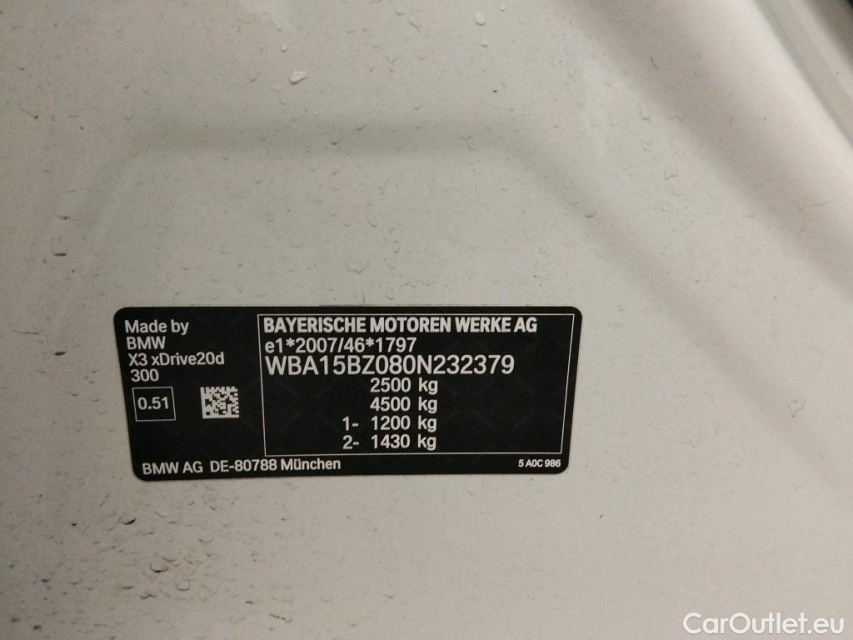 Made by
BMW
X3 xDrive20d
300
0.51
BAYERISCHE MOTOREN WERKE AG
e1*2007/46*1797
WBA15BZ080N232379
2500 kg
4500 kg
1- 1200 kg
2- 1430 kg
BMW AG DE-80788 München
5 A0C 986
CarOutlet.eu